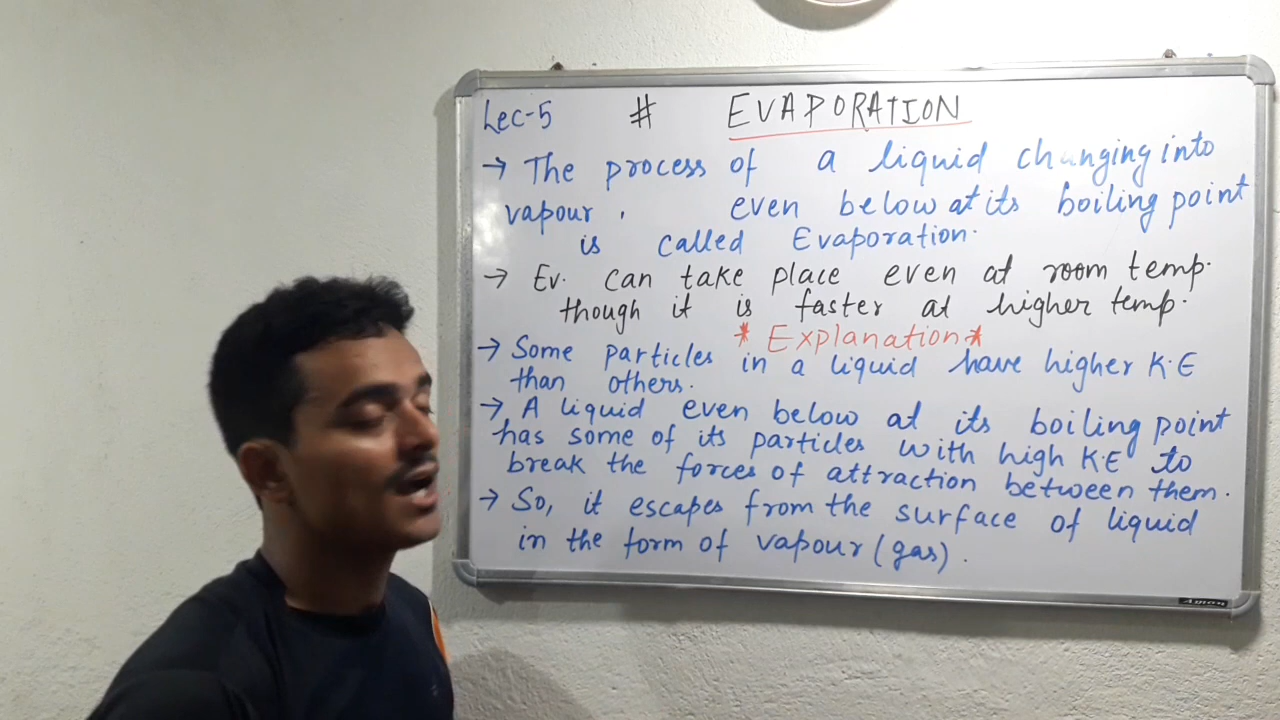 Lec-5 # EVAPORATION
→ The process of a liquid changing into
vapour. even below at its boiling point
is called Evaporation.
→ Ev. can take place even at room temp.
though it is faster at higher temp.
* Explanation *
→ Some particles in a liquid have higher K.E
than others.
→ A liquid even below at its boiling point
has some of its particles with high K.E to
break the forces of attraction between them.
→ So, it escapes from the surface of liquid
in the form of vapour (gas).